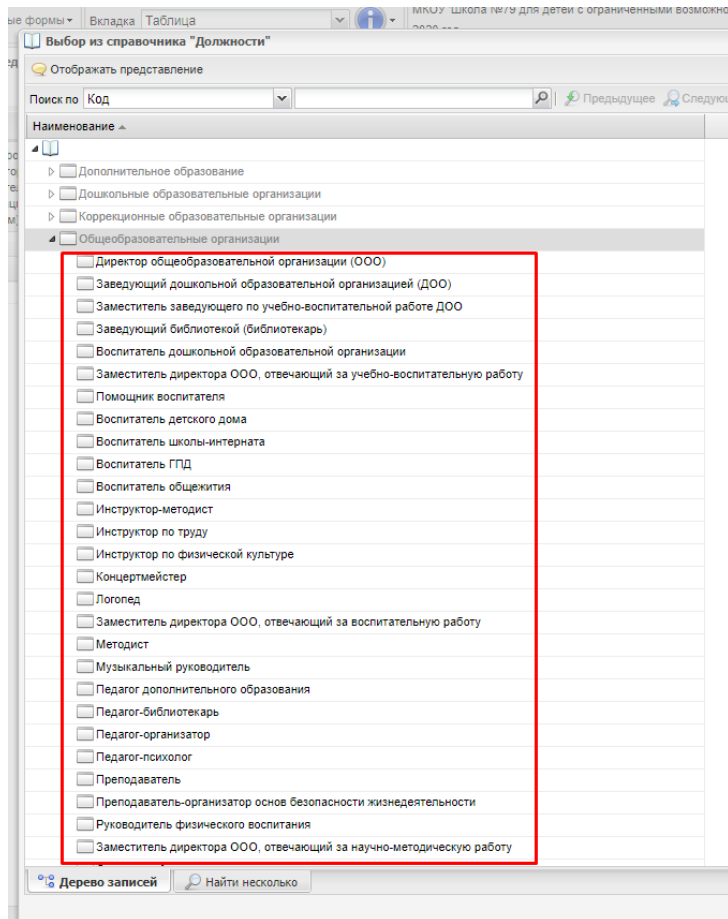 ые формы Вкладка Таблица МКОУ "Школа №79 для детей с ограниченными возможно
2020 год
Выбор из справочника "Должности"
Отображать представление
Поиск по Код Предыдущее Следующ
Наименование
Дополнительное образование
Дошкольные образовательные организации
Коррекционные образовательные организации
Общеобразовательные организации
Директор общеобразовательной организации (ООО)
Заведующий дошкольной образовательной организацией (ДОО)
Заместитель заведующего по учебно-воспитательной работе ДОО
Заведующий библиотекой (библиотекарь)
Воспитатель дошкольной образовательной организации
Заместитель директора ООО, отвечающий за учебно-воспитательную работу
Помощник воспитателя
Воспитатель детского дома
Воспитатель школы-интерната
Воспитатель ГПД
Воспитатель общежития
Инструктор-методист
Инструктор по труду
Инструктор по физической культуре
Концертмейстер
Логопед
Заместитель директора ООО, отвечающий за воспитательную работу
Методист
Музыкальный руководитель
Педагог дополнительного образования
Педагог-библиотекарь
Педагог-организатор
Педагог-психолог
Преподаватель
Преподаватель-организатор основ безопасности жизнедеятельности
Руководитель физического воспитания
Заместитель директора ООО, отвечающий за научно-методическую работу
Дерево записей Найти несколько